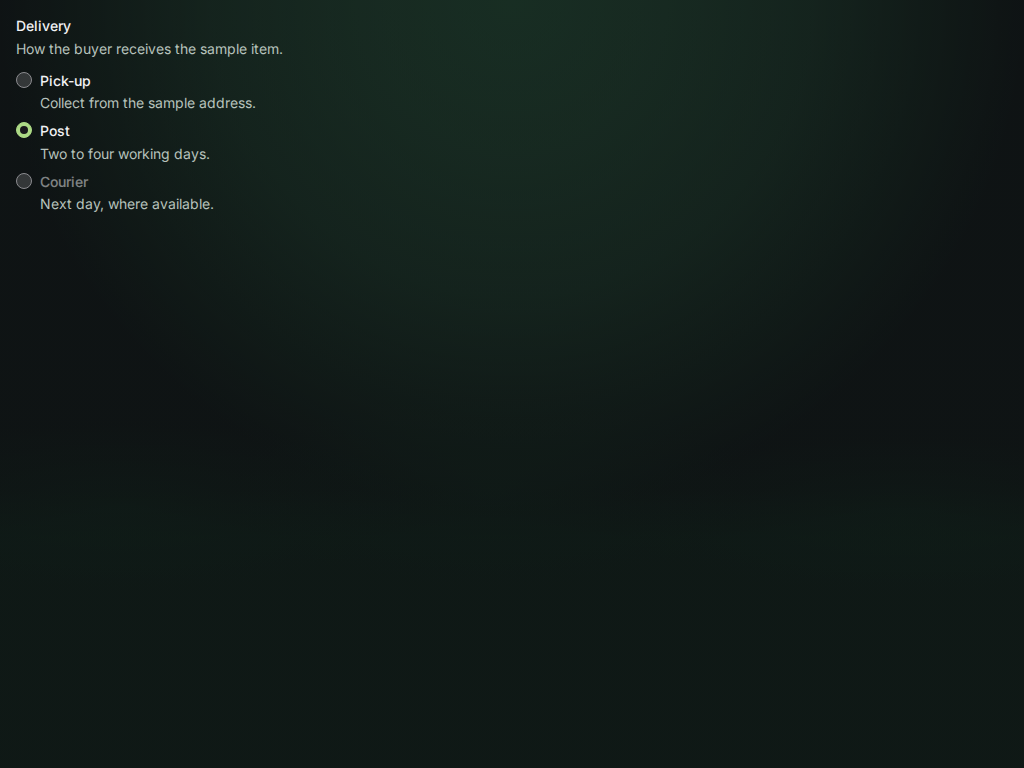 Delivery
How the buyer receives the sample item.
Pick-up
Collect from the sample address.
Post
Two to four working days.
Courier
Next day, where available.